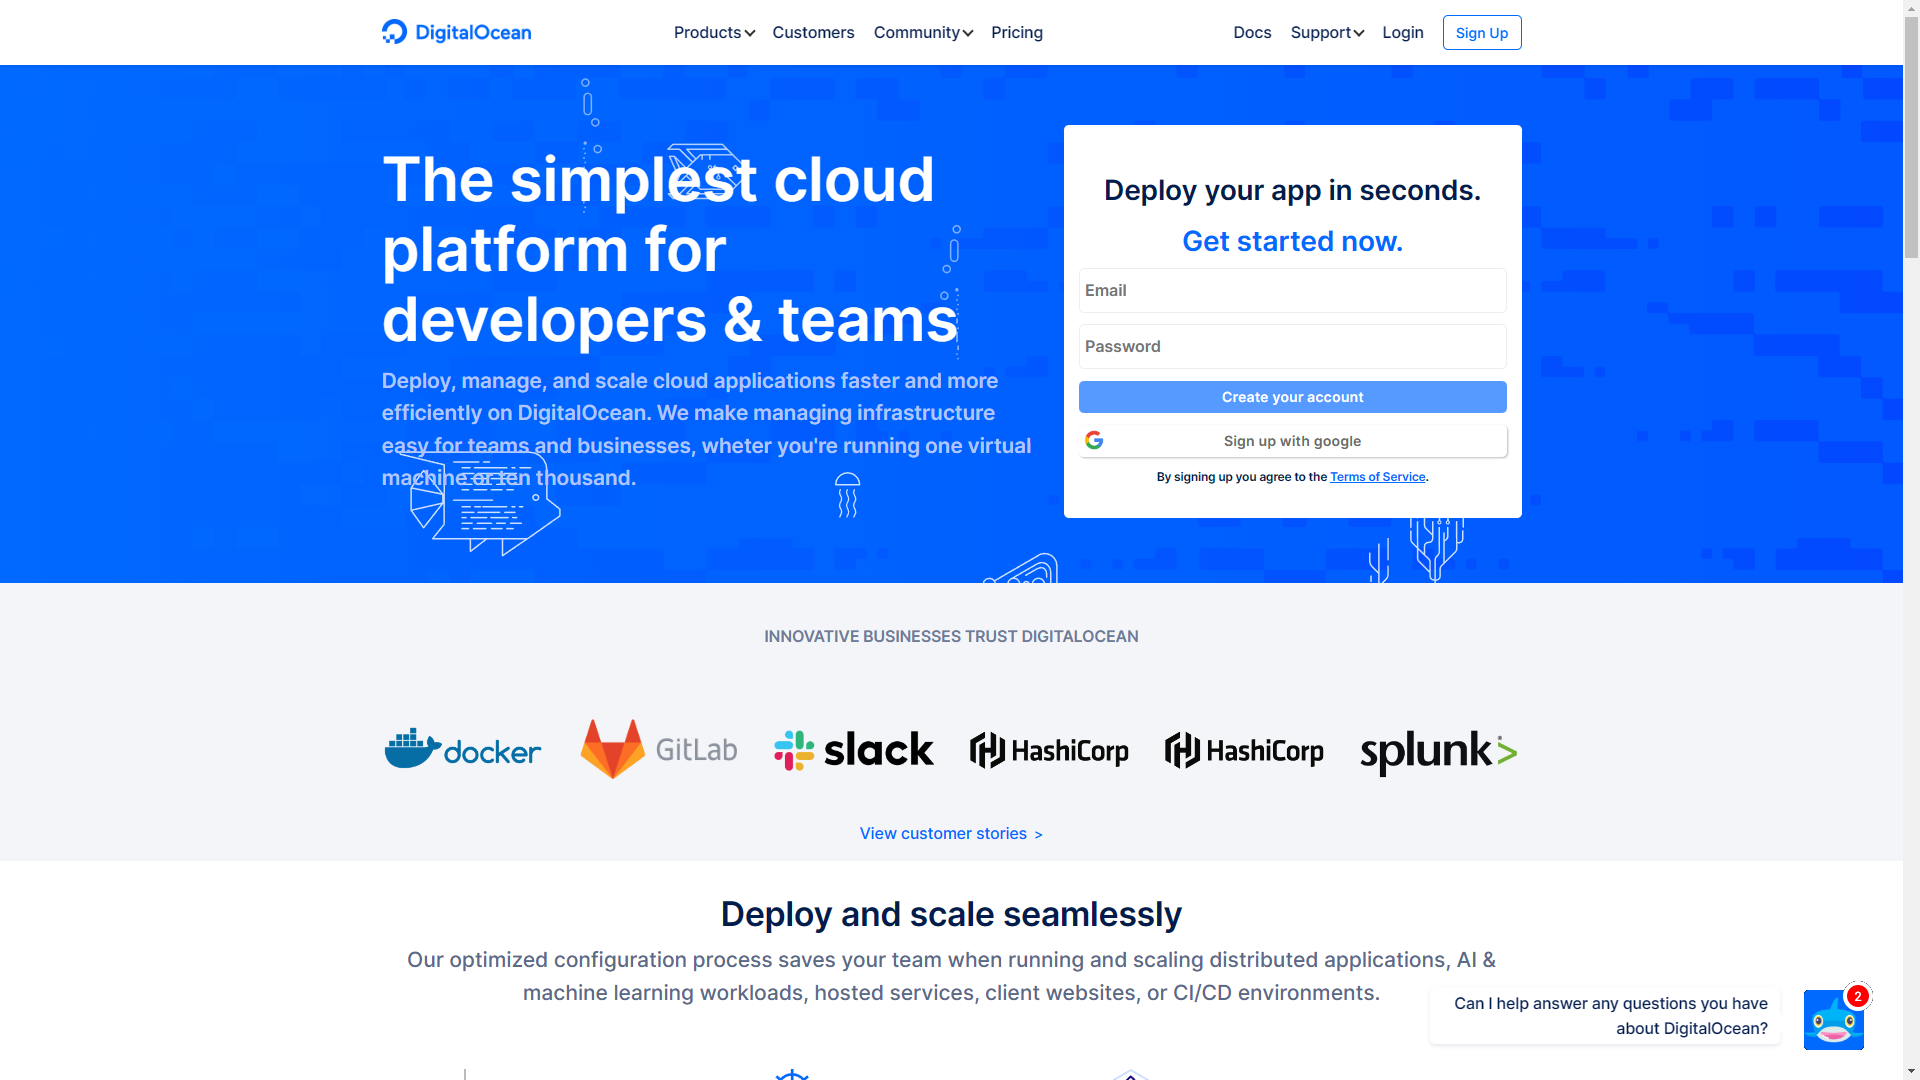 DigitalOcean
Products Customers Community Pricing
Docs Support Login Sign Up
The simplest cloud
platform for
developers & teams
Deploy, manage, and scale cloud applications faster and more
efficiently on DigitalOcean. We make managing infrastructure
easy for teams and businesses, wheter you're running one virtual
machine or ten thousand.
Deploy your app in seconds.
Get started now.
Email
Password
Create your account
Sign up with google
By signing up you agree to the Terms of Service.
INNOVATIVE BUSINESSES TRUST DIGITALOCEAN
docker GitLab slack HashiCorp HashiCorp splunk>
View customer stories >
Deploy and scale seamlessly
Our optimized configuration process saves your team when running and scaling distributed applications, AI &
machine learning workloads, hosted services, client websites, or CI/CD environments.
Can I help answer any questions you have
about DigitalOcean?
2